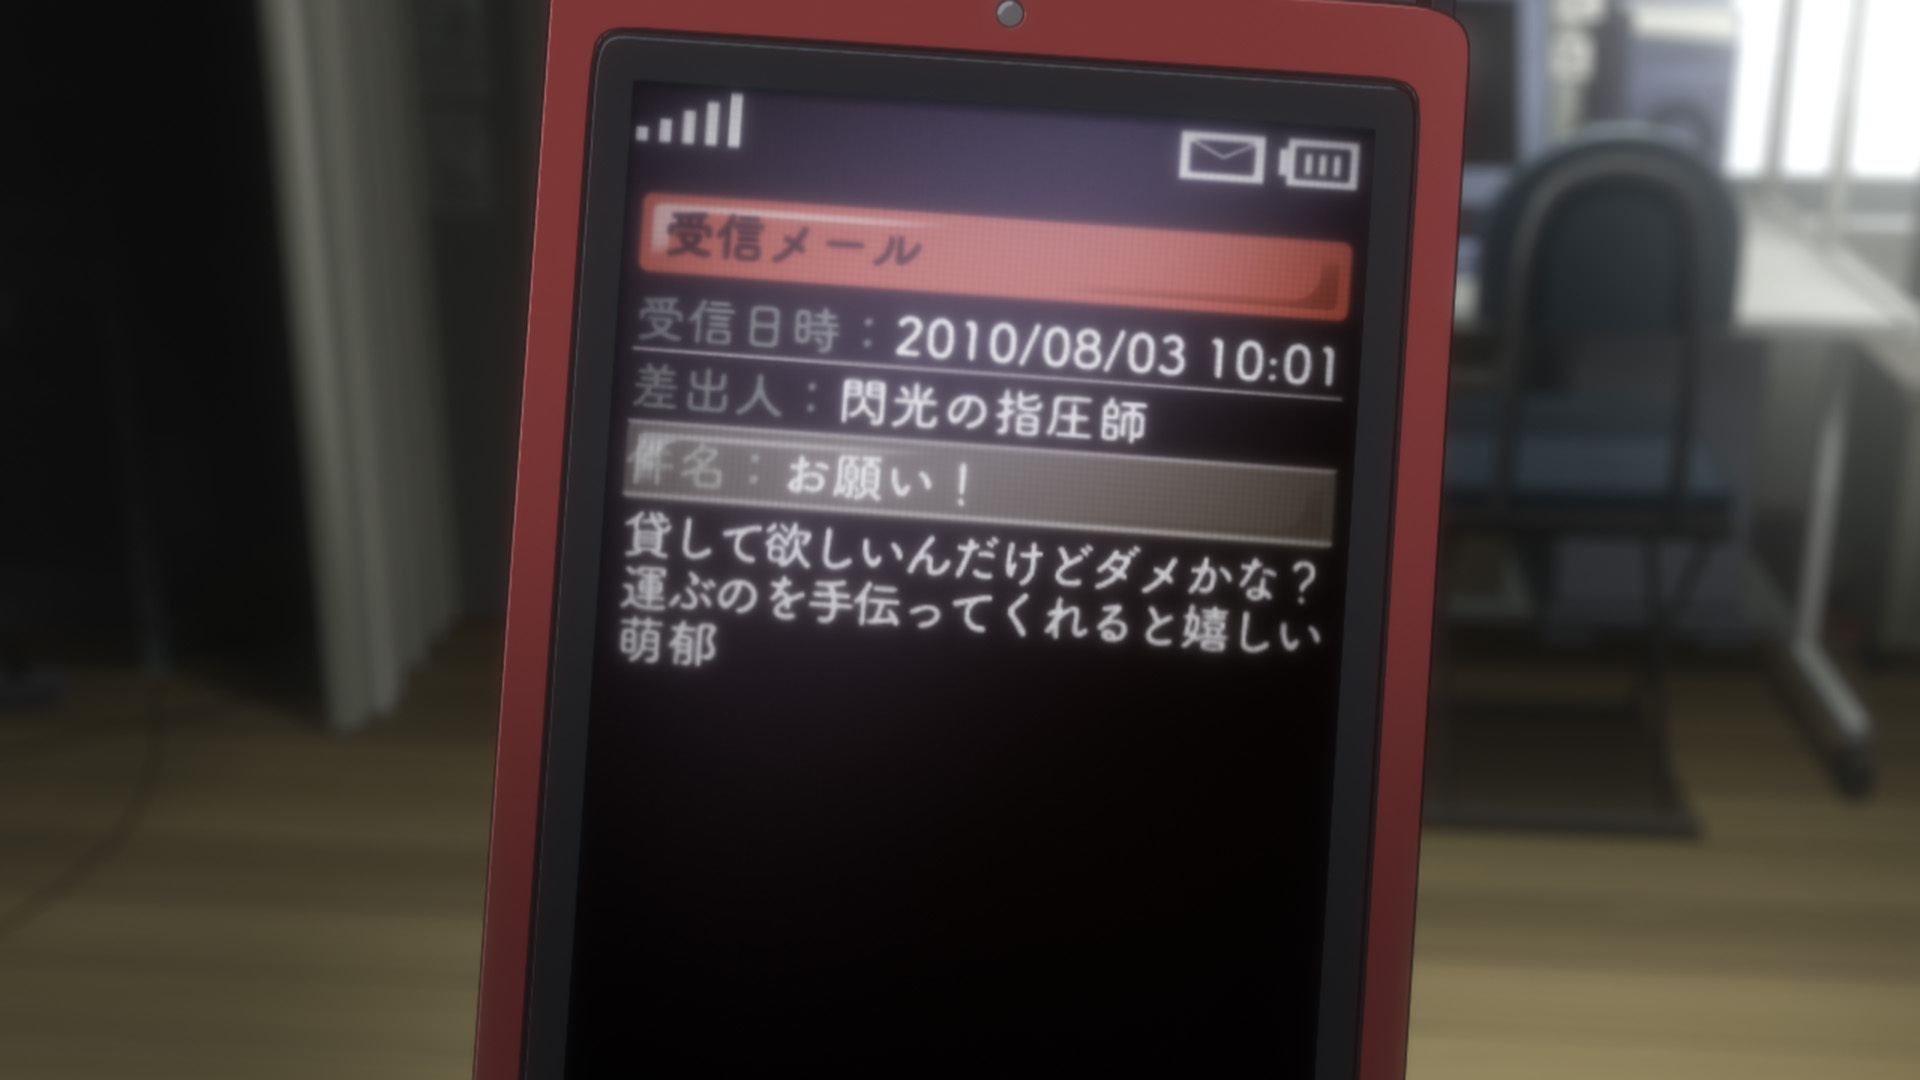 受信メール
受信日時：2010/08/03 10:01
差出人：閃光の指圧師
件名：お願い！
貸して欲しいんだけどダメかな？
運ぶのを手伝ってくれると嬉しい
萌郁